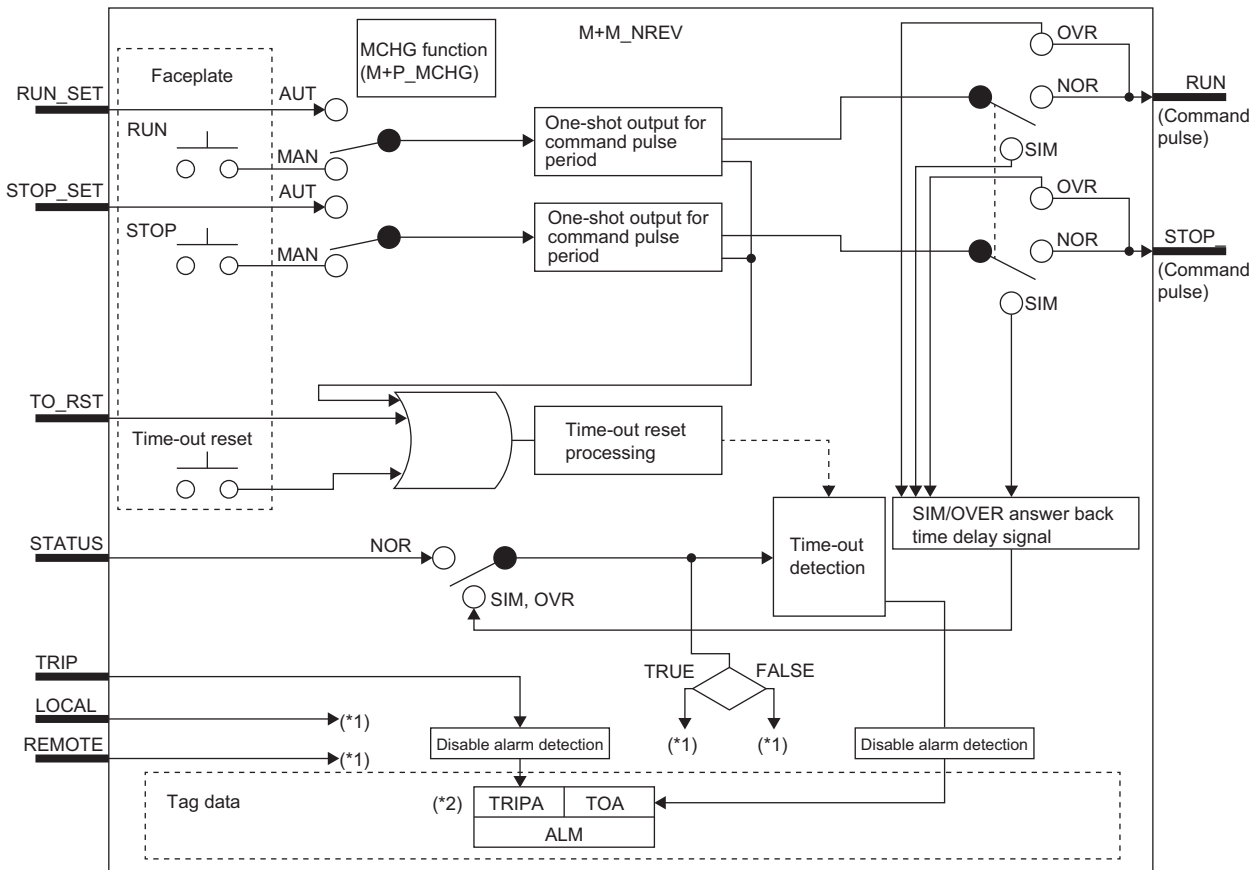 M+M_NREV
MCHG function
(M+P_MCHG)
Faceplate
OVR
RUN_SET
AUT
NOR
RUN
(Command
pulse)
RUN
One-shot output for
command pulse
period
MAN
SIM
STOP_SET
AUT
OVR
STOP
One-shot output for
command pulse
period
MAN
NOR
STOP_
(Command
pulse)
SIM
TO_RST
Time-out reset
processing
Time-out reset
SIM/OVER answer back
time delay signal
STATUS
NOR
Time-out
detection
SIM, OVR
TRIP
TRUE
FALSE
LOCAL
(*1)
REMOTE
(*1)
Disable alarm detection
(*1)
(*1)
Disable alarm detection
Tag data
(*2)
TRIPA
TOA
ALM